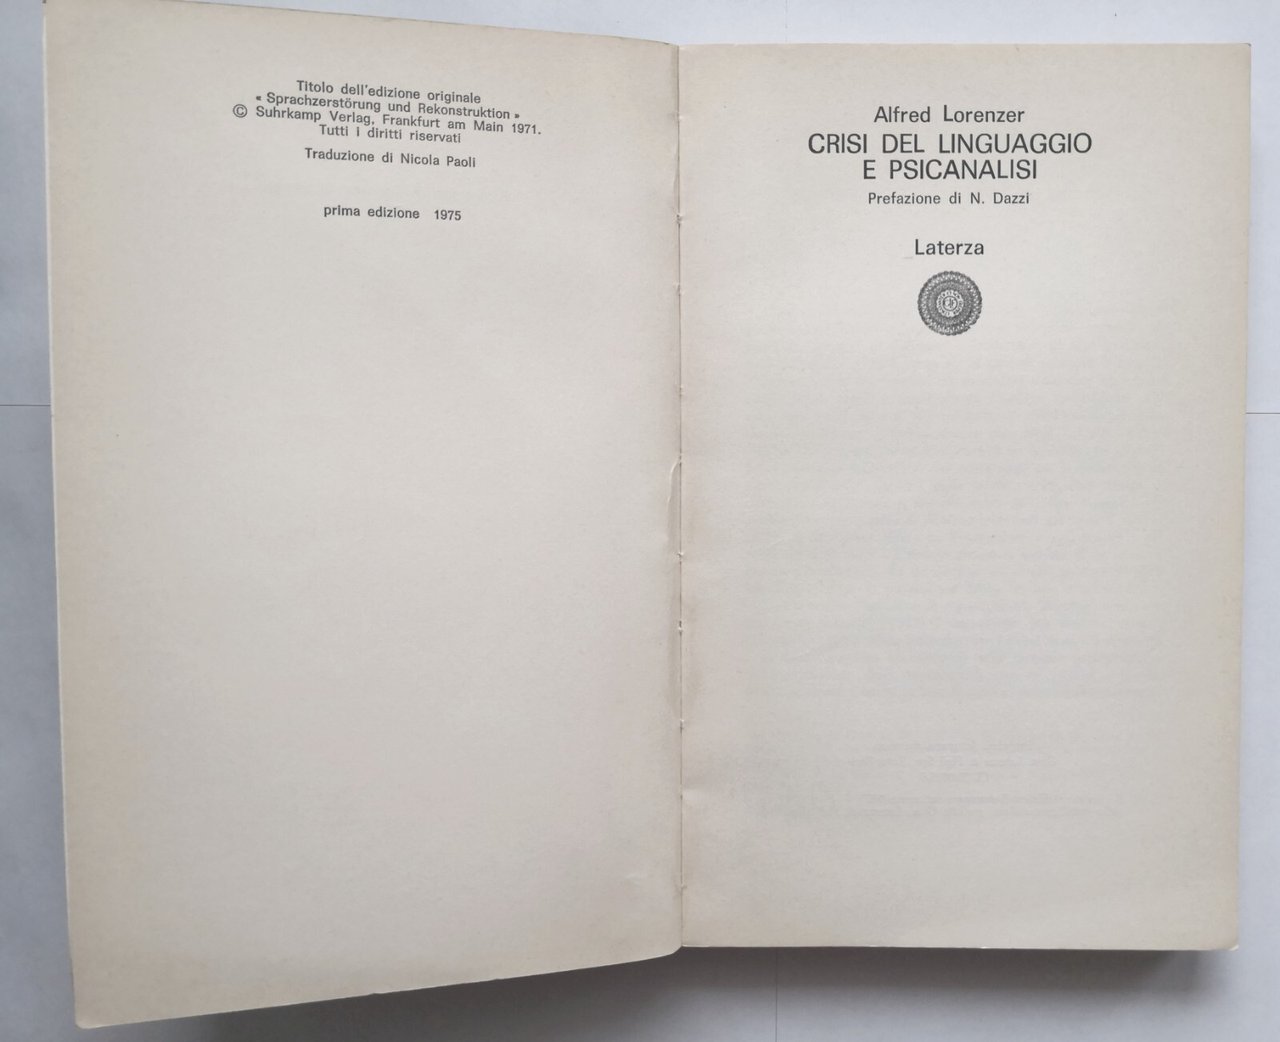 Titolo dell'edizione originale
« Sprachzerstörung und Rekonstruktion »
© Suhrkamp Verlag, Frankfurt am Main 1971.
Tutti i diritti riservati
Traduzione di Nicola Paoli
prima edizione 1975
Alfred Lorenzer
CRISI DEL LINGUAGGIO
E PSICANALISI
Prefazione di N. Dazzi
Laterza